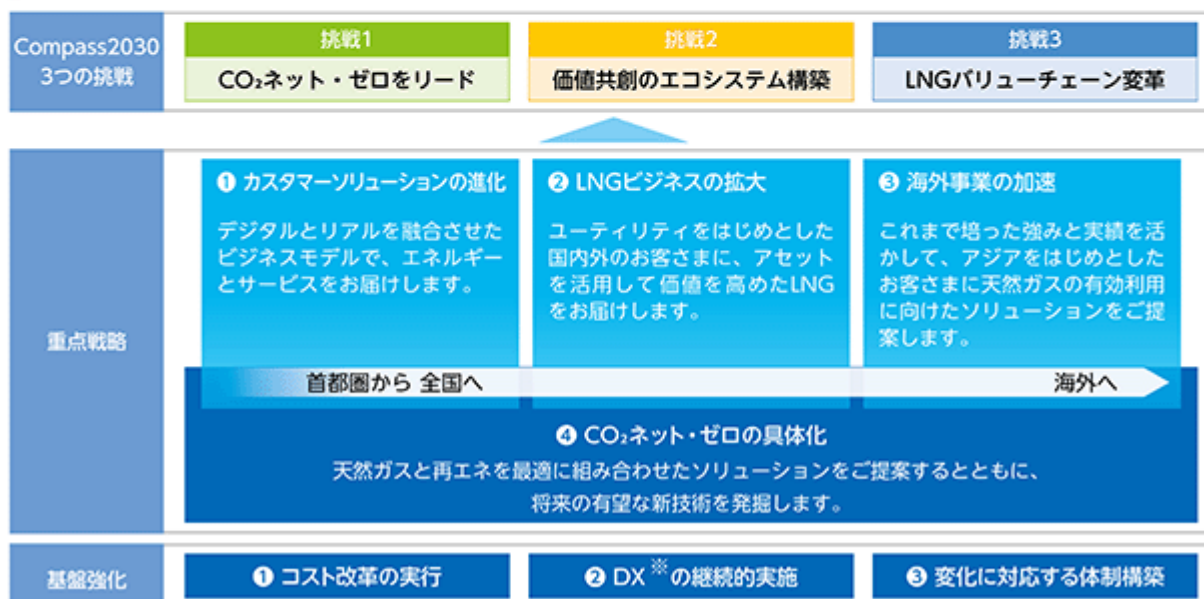 Compass2030
3つの挑戦
挑戦1
CO₂ネット・ゼロをリード
挑戦2
価値共創のエコシステム構築
挑戦3
LNGバリューチェーン変革
重点戦略
❶ カスタマーソリューションの進化
デジタルとリアルを融合させた
ビジネスモデルで、エネルギー
とサービスをお届けします。
❷ LNGビジネスの拡大
ユーティリティをはじめとした
国内外のお客さまに、アセット
を活用して価値を高めたLNG
をお届けします。
❸ 海外事業の加速
これまで培った強みと実績を活
かして、アジアをはじめとした
お客さまに天然ガスの有効利用
に向けたソリューションをご提
案します。
首都圏から 全国へ
海外へ
❹ CO₂ネット・ゼロの具体化
天然ガスと再エネを最適に組み合わせたソリューションをご提案するとともに、
将来の有望な新技術を発掘します。
基盤強化
❶ コスト改革の実行
❷ DX※の継続的実施
❸ 変化に対応する体制構築